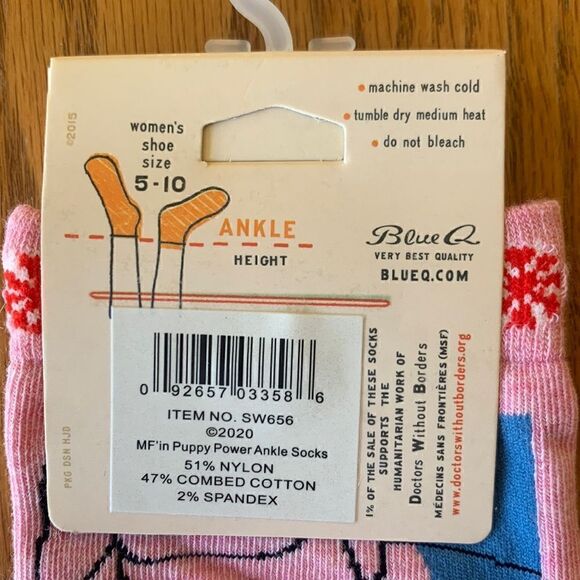 ©2015
women's
shoe
size
5-10
ANKLE
HEIGHT
• machine wash cold
• tumble dry medium heat
• do not bleach
Blue Q
VERY BEST QUALITY
BLUEQ.COM
0 92657 03358 6
ITEM NO. SW656
©2020
MF'in Puppy Power Ankle Socks
51% NYLON
47% COMBED COTTON
2% SPANDEX
PKG DSN HJD
1% OF THE SALE OF THESE SOCKS
SUPPORTS THE
HUMANITARIAN WORK OF
Doctors Without Borders
MÉDECINS SANS FRONTIÈRES (MSF)
www.doctorswithoutborders.org